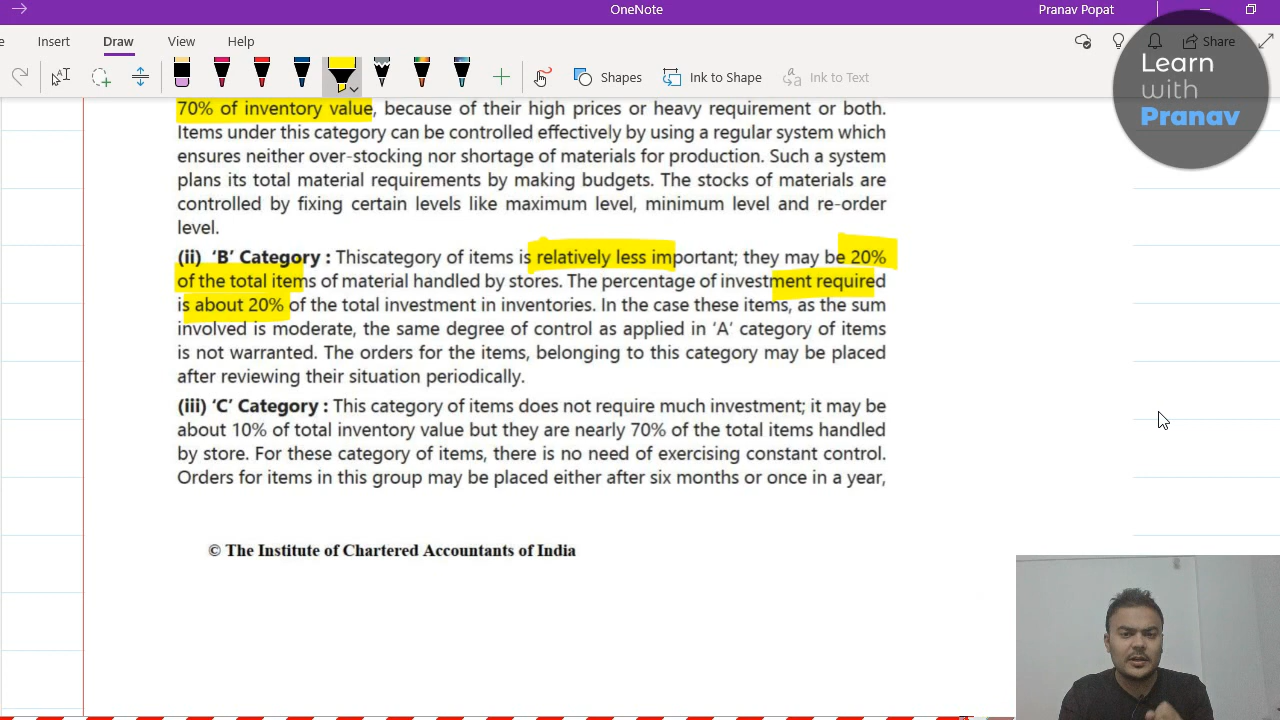 OneNote
Pranav Popat
Insert Draw View Help
Share
Shapes Ink to Shape Ink to Text
Learn
with
Pranav
70% of inventory value, because of their high prices or heavy requirement or both.
Items under this category can be controlled effectively by using a regular system which
ensures neither over-stocking nor shortage of materials for production. Such a system
plans its total material requirements by making budgets. The stocks of materials are
controlled by fixing certain levels like maximum level, minimum level and re-order
level.
(ii) ‘B’ Category : Thiscategory of items is relatively less important; they may be 20%
of the total items of material handled by stores. The percentage of investment required
is about 20% of the total investment in inventories. In the case these items, as the sum
involved is moderate, the same degree of control as applied in ‘A’ category of items
is not warranted. The orders for the items, belonging to this category may be placed
after reviewing their situation periodically.
(iii) ‘C’ Category : This category of items does not require much investment; it may be
about 10% of total inventory value but they are nearly 70% of the total items handled
by store. For these category of items, there is no need of exercising constant control.
Orders for items in this group may be placed either after six months or once in a year,
© The Institute of Chartered Accountants of India